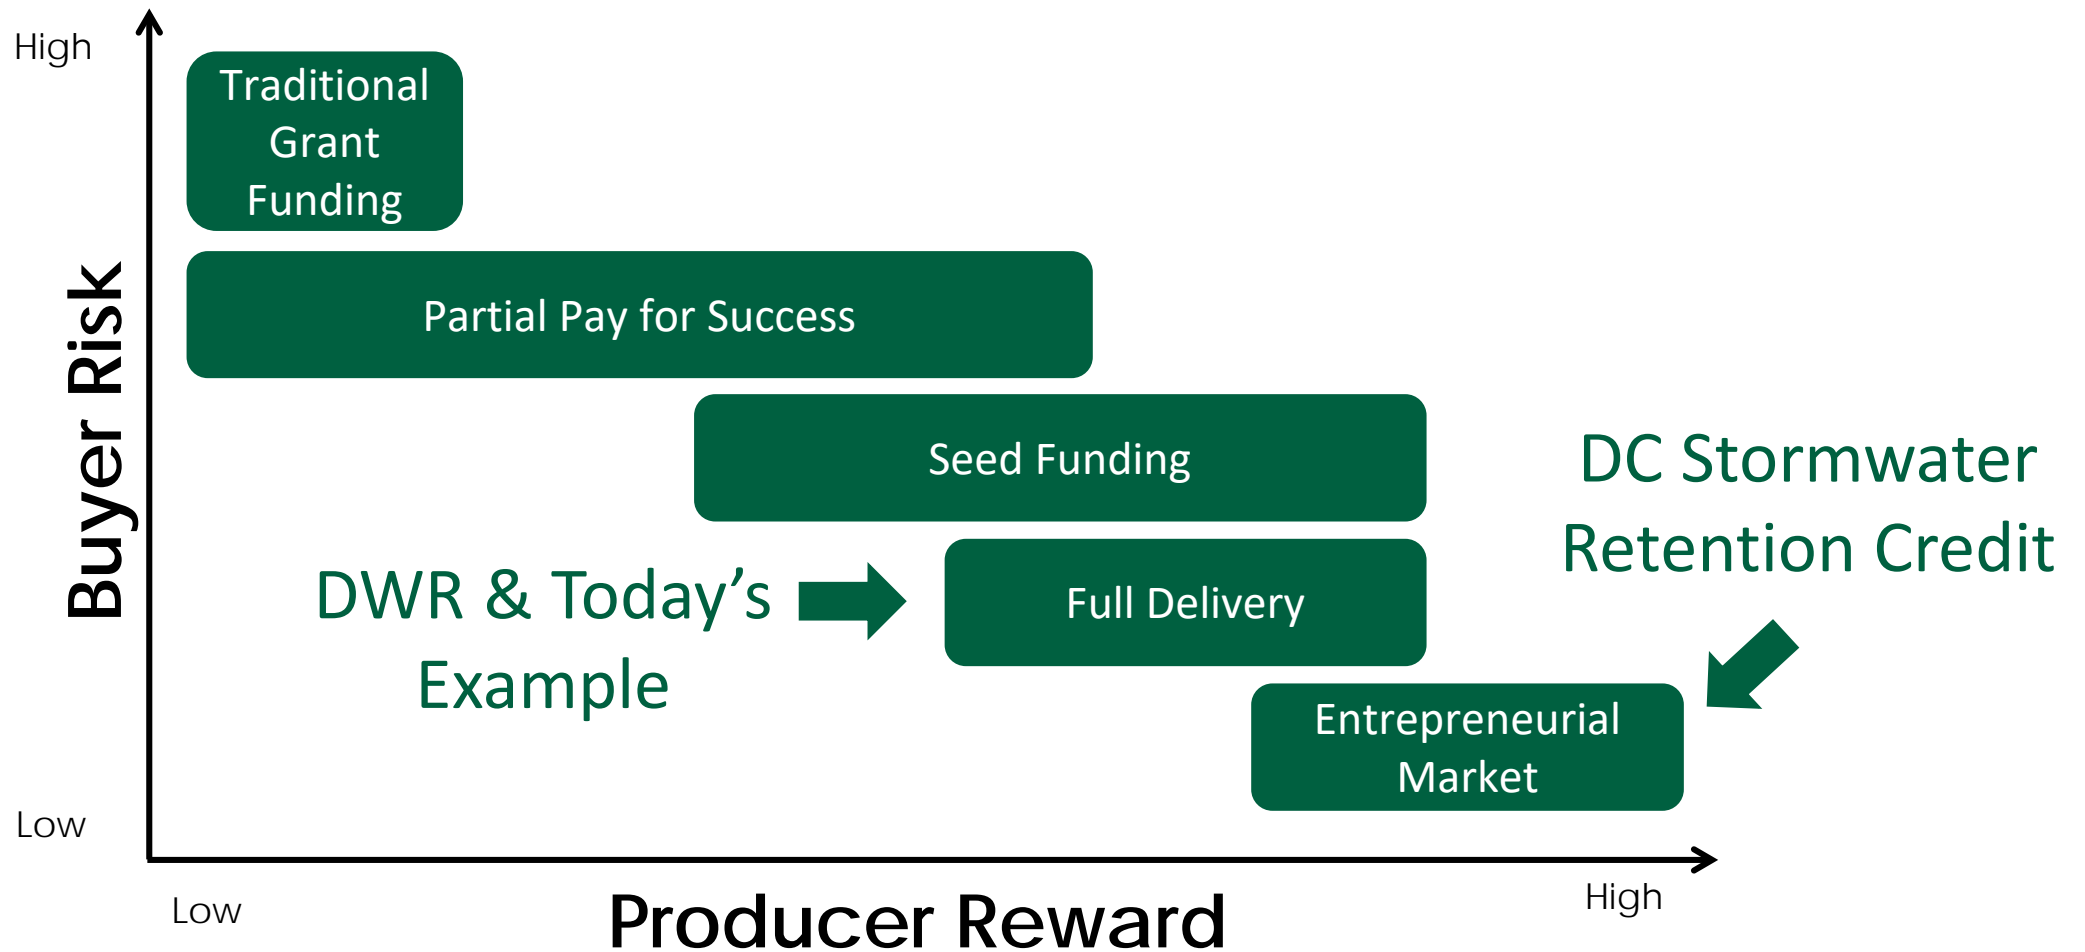 High
Traditional
Grant
Funding
Partial Pay for Success
Buyer Risk
Seed Funding
DC Stormwater
Retention Credit
DWR & Today’s
Example
Full Delivery
Entrepreneurial
Market
Low
Low
High
Producer Reward